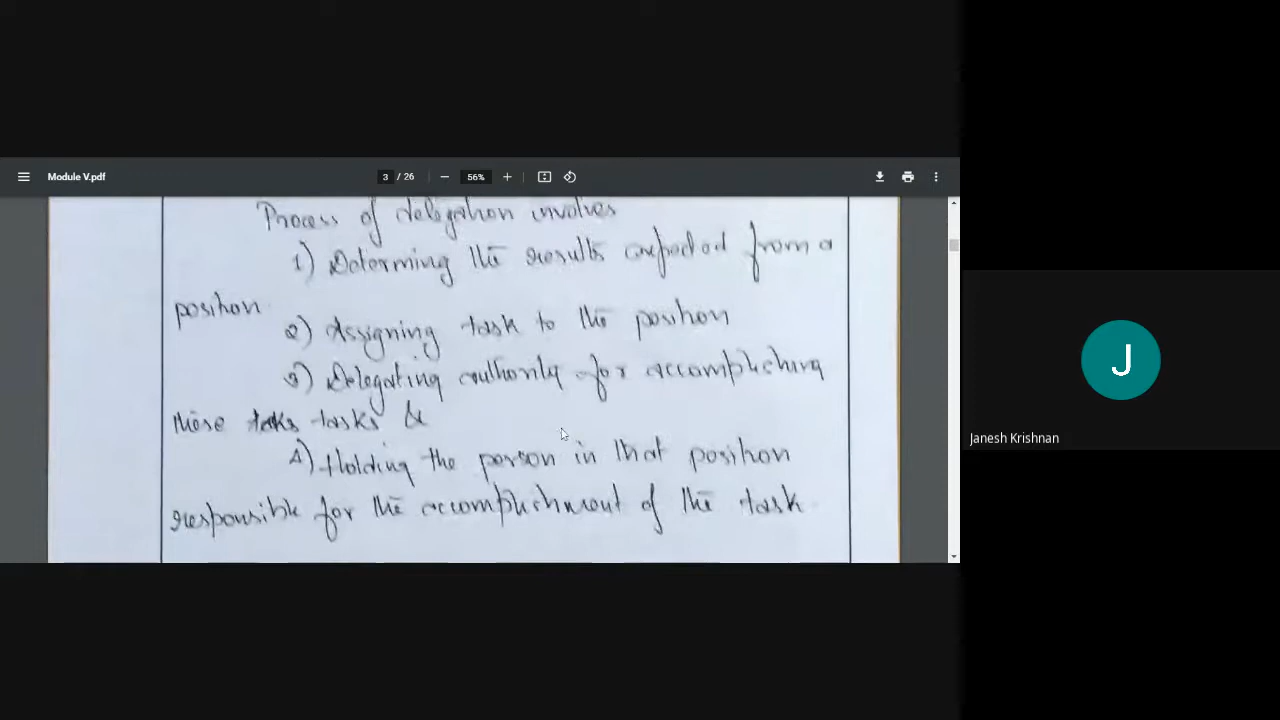 Module V.pdf
3 / 26
56%
Process of delegation involves
1) Determing the results expected from a
position
2) Assigning task to the position
3) Delegating authority for accomplishing
these taks tasks &
4) Holding the person in that position
responsible for the accomplishment of the task.
J
Janesh Krishnan